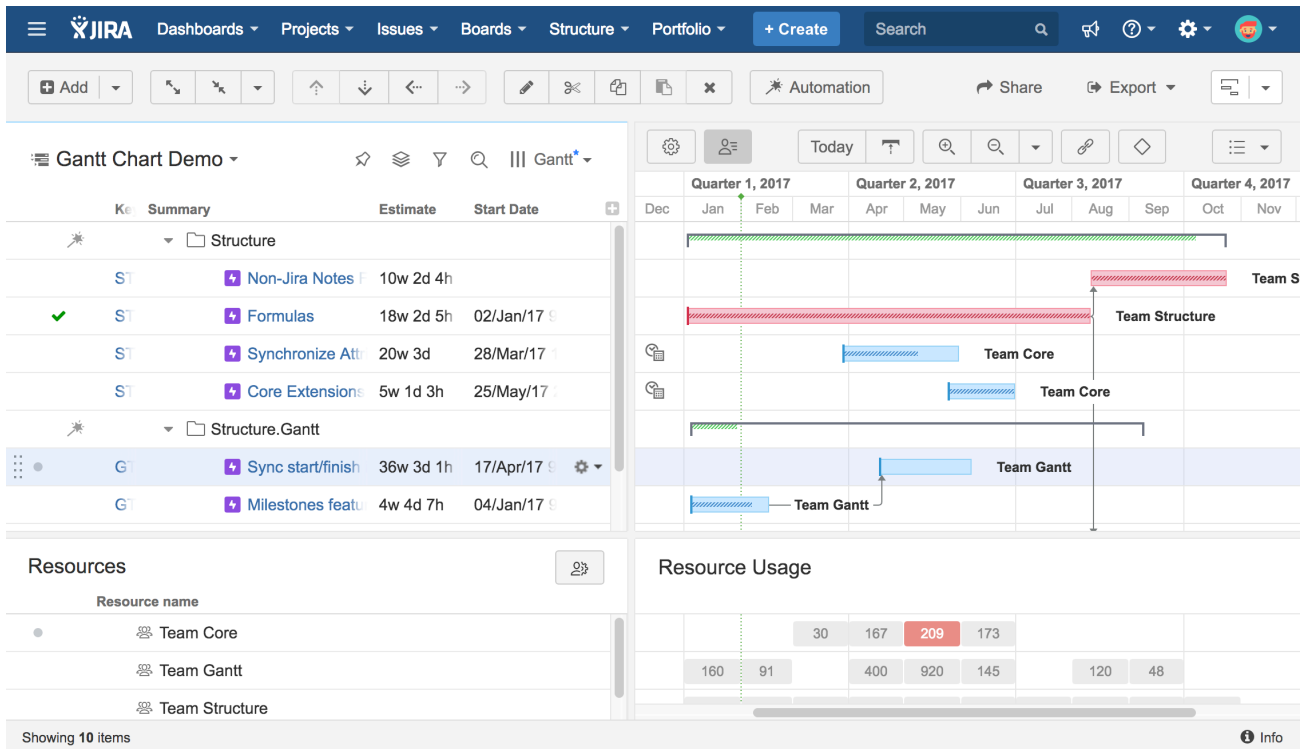 JIRA Dashboards Projects Issues Boards Structure Portfolio + Create Search
Add Automation Share Export
Gantt Chart Demo Gantt* Today
Quarter 1, 2017 Quarter 2, 2017 Quarter 3, 2017 Quarter 4, 2017
Summary Estimate Start Date Dec Jan Feb Mar Apr May Jun Jul Aug Sep Oct Nov
Structure
Non-Jira Notes 10w 2d 4h Team S
Formulas 18w 2d 5h 02/Jan/17 Team Structure
Synchronize Att 20w 3d 28/Mar/17 Team Core
Core Extensions 5w 1d 3h 25/May/17 Team Core
Structure.Gantt
Sync start/finish 36w 3d 1h 17/Apr/17 Team Gantt
Milestones featu 4w 4d 7h 04/Jan/17 Team Gantt
Resources Resource Usage
Resource name
Team Core 30 167 209 173
Team Gantt 160 91 400 920 145 120 48
Team Structure
Showing 10 items Info